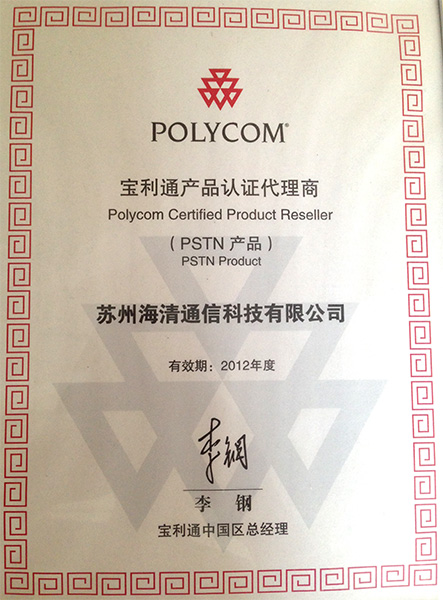 POLYCOM®
宝利通产品认证代理商
Polycom Certified Product Reseller
（PSTN 产品）
PSTN Product
苏州海清通信科技有限公司
有效期：2012年度
李钢
李 钢
宝利通中国区总经理